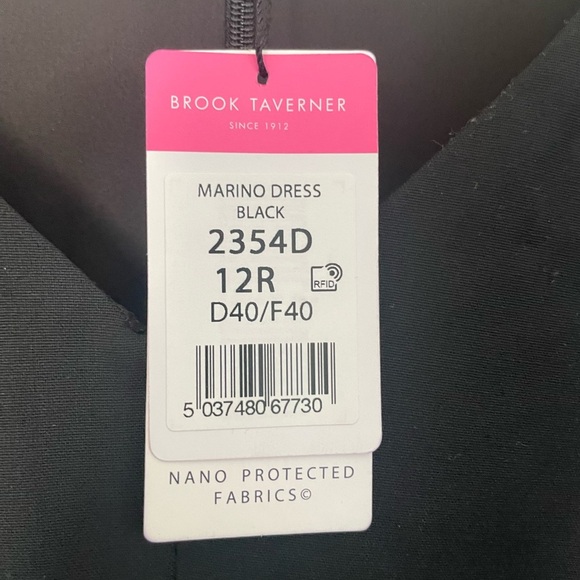 BROOK TAVERNER
SINCE 1912
MARINO DRESS
BLACK
2354D
12R
RFID
D40/F40
5 037480 67730
NANO PROTECTED
FABRICS©